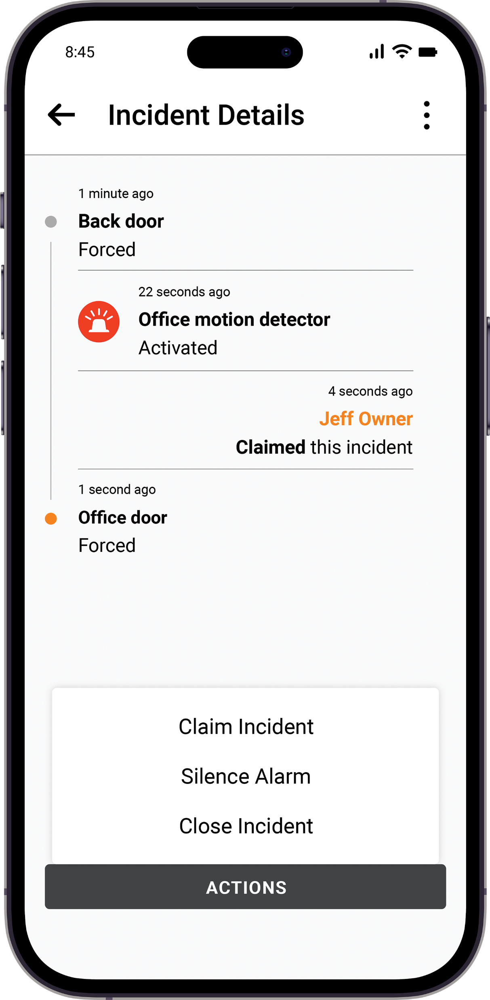 8:45
Incident Details
1 minute ago
Back door
Forced
22 seconds ago
Office motion detector
Activated
4 seconds ago
Jeff Owner
Claimed this incident
1 second ago
Office door
Forced
Claim Incident
Silence Alarm
Close Incident
ACTIONS